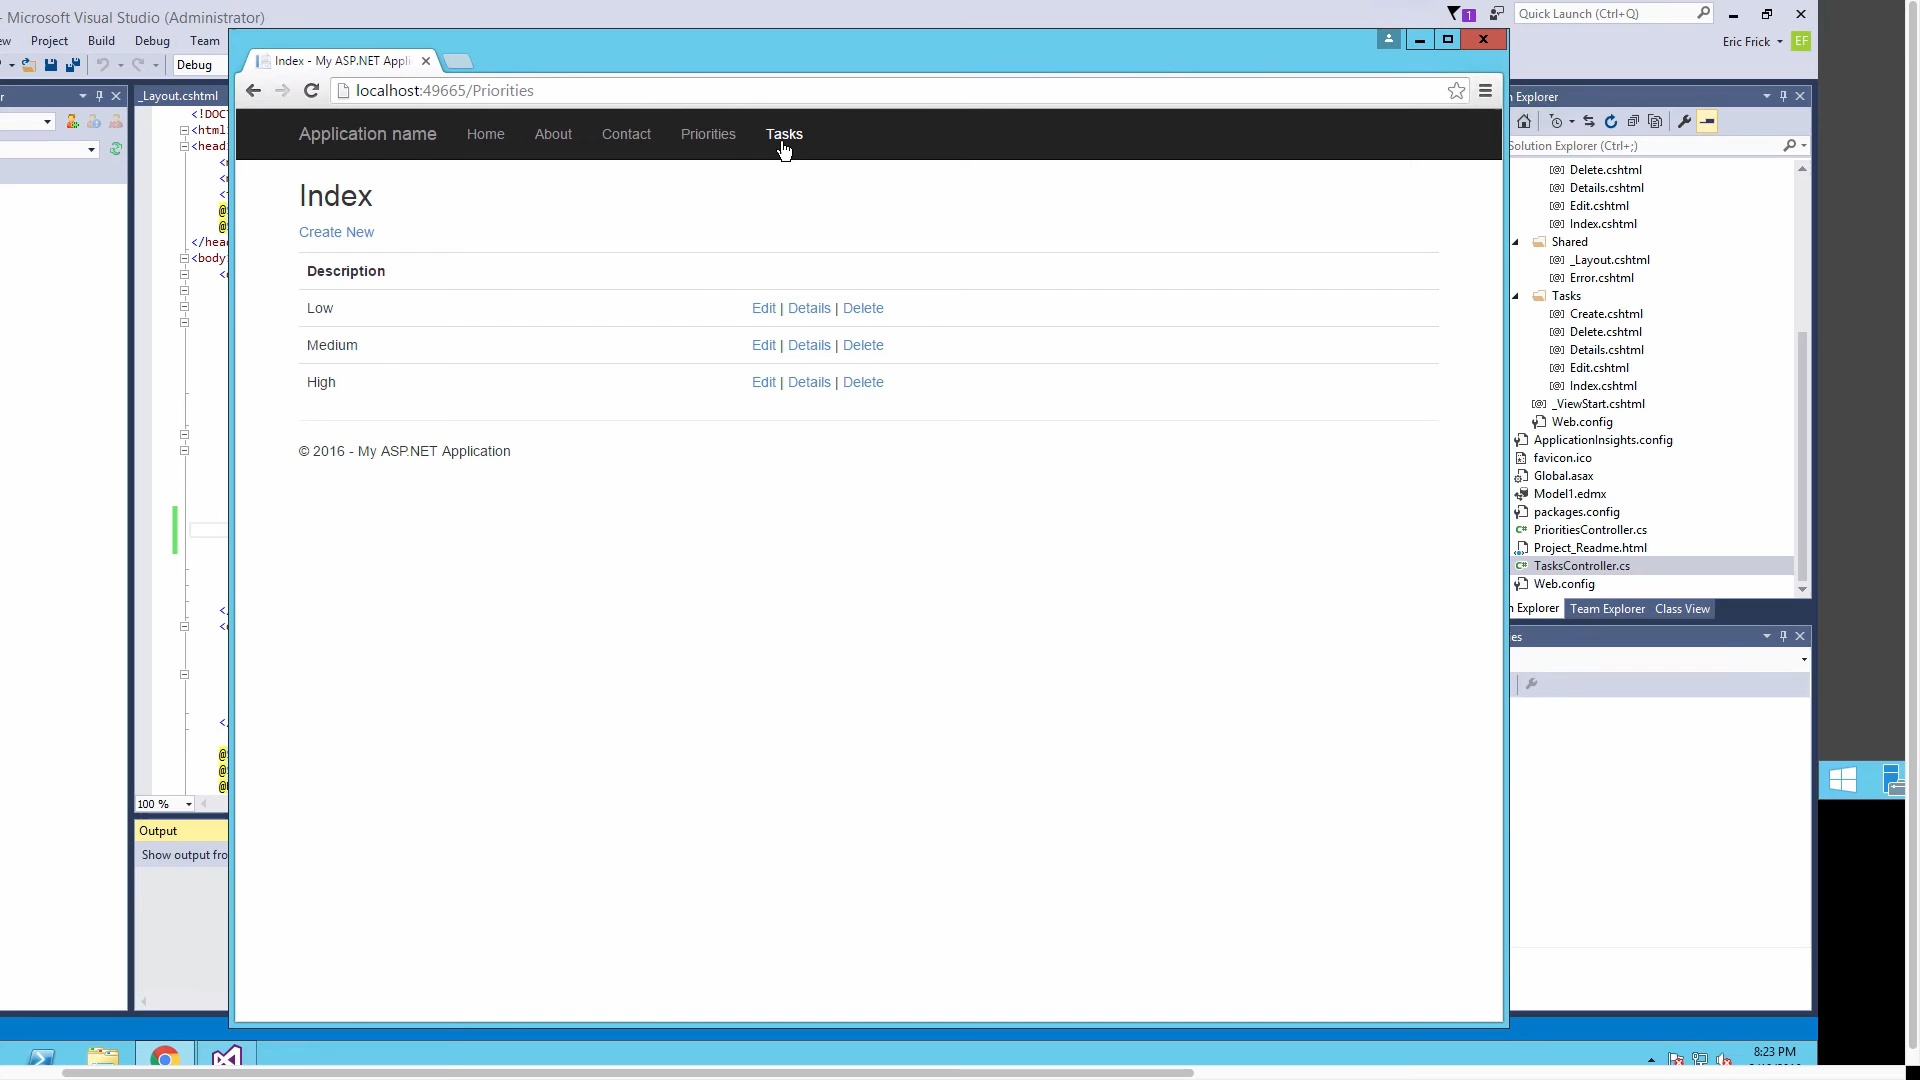 - Microsoft Visual Studio (Administrator)
1
Quick Launch (Ctrl+Q)
Project Build Debug Team
Eric Frick
EF
Debug
Index - My ASP.NET Appli
localhost:49665/Priorities
_Layout.cshtml
Application name Home About Contact Priorities Tasks
Index
Create New
Description
Low Edit | Details | Delete
Medium Edit | Details | Delete
High Edit | Details | Delete
© 2016 - My ASP.NET Application
<!DOCT
<html
<head
</head
<body
100 %
Output
Show output fro
Explorer
Solution Explorer (Ctrl+;)
Delete.cshtml
Details.cshtml
Edit.cshtml
Index.cshtml
Shared
_Layout.cshtml
Error.cshtml
Tasks
Create.cshtml
Delete.cshtml
Details.cshtml
Edit.cshtml
Index.cshtml
_ViewStart.cshtml
Web.config
ApplicationInsights.config
favicon.ico
Global.asax
Model1.edmx
packages.config
PrioritiesController.cs
Project_Readme.html
TasksController.cs
Web.config
Explorer Team Explorer Class View
8:23 PM